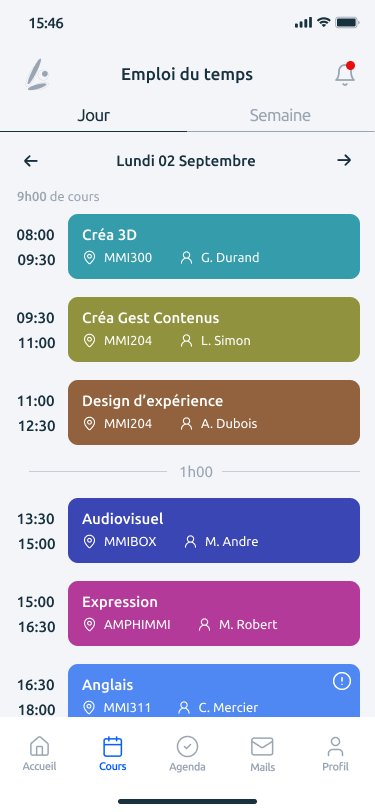 15:46
Emploi du temps
Jour Semaine
Lundi 02 Septembre
9h00 de cours
08:00
09:30
Créa 3D
MMI300 G. Durand
09:30
11:00
Créa Gest Contenus
MMI204 L. Simon
11:00
12:30
Design d’expérience
MMI204 A. Dubois
1h00
13:30
15:00
Audiovisuel
MMIBOX M. Andre
15:00
16:30
Expression
AMPHIMMI M. Robert
16:30
18:00
Anglais
MMI311 C. Mercier
Accueil Cours Agenda Mails Profil